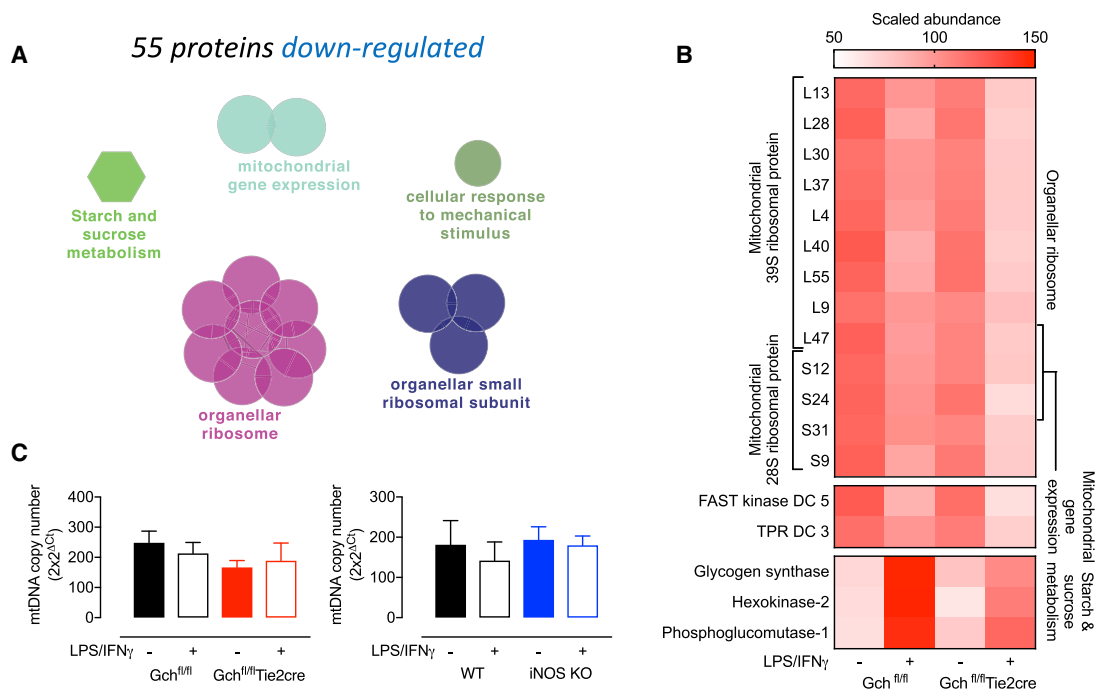 A
55 proteins down-regulated
mitochondrial
gene expression
Starch and
sucrose
metabolism
cellular response
to mechanical
stimulus
organellar
ribosome
organellar small
ribosomal subunit
B
Scaled abundance
50 100 150
Mitochondrial
39S ribosomal protein
L13
L28
L30
L37
L4
L40
L55
L9
L47
Mitochondrial
28S ribosomal protein
S12
S24
S31
S9
Organellar ribosome
FAST kinase DC 5
TPR DC 3
Mitochondrial
gene
expression
Glycogen synthase
Hexokinase-2
Phosphoglucomutase-1
Starch &
sucrose
metabolism
LPS/IFNγ - + - +
Gch fl/fl Gch fl/flTie2cre
C
mtDNA copy number
(2x2ΔCt)
400
300
200
100
0
LPS/IFNγ - + - +
Gchfl/fl Gchfl/flTie2cre
mtDNA copy number
(2x2ΔCt)
300
200
100
0
LPS/IFNγ - + - +
WT iNOS KO